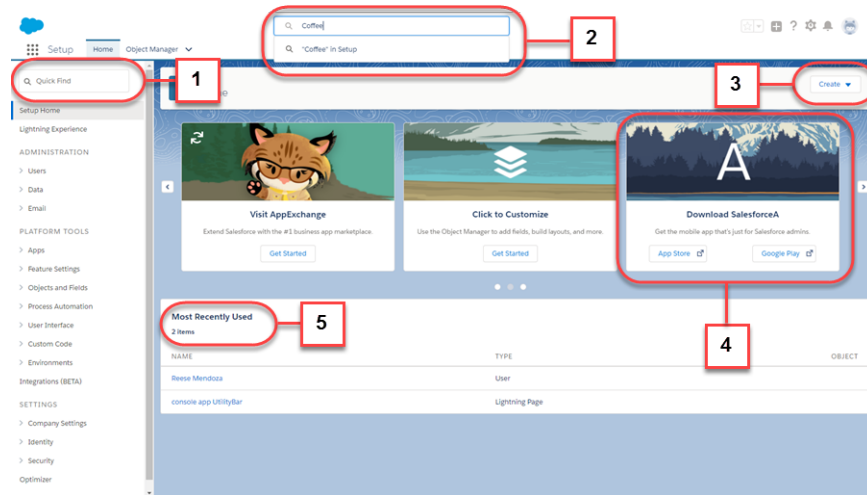 Coffee
"Coffee" in Setup
2
Setup
Home
Object Manager
Quick Find
1
3
Create
Setup Home
Lightning Experience
ADMINISTRATION
Users
Data
Email
PLATFORM TOOLS
Apps
Feature Settings
Objects and Fields
Process Automation
User Interface
Custom Code
Environments
Integrations (BETA)
SETTINGS
Company Settings
Identity
Security
Optimizer
Visit AppExchange
Extend Salesforce with the #1 business app marketplace.
Get Started
Click to Customize
Use the Object Manager to add fields, build layouts, and more.
Get Started
A
Download SalesforceA
Get the mobile app that's just for Salesforce admins.
App Store
Google Play
4
Most Recently Used
2 items
5
NAME TYPE OBJECT
Reese Mendoza User
console app UtilityBar Lightning Page